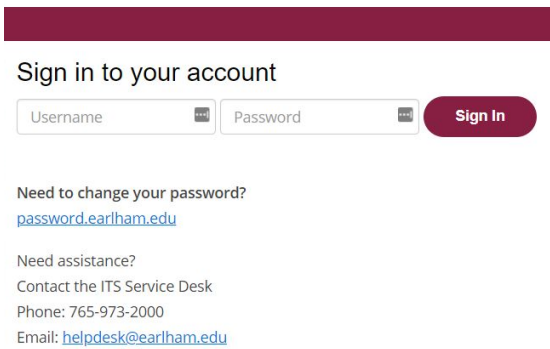 Sign in to your account
Username Password Sign In
Need to change your password?
password.earlham.edu
Need assistance?
Contact the ITS Service Desk
Phone: 765-973-2000
Email: helpdesk@earlham.edu